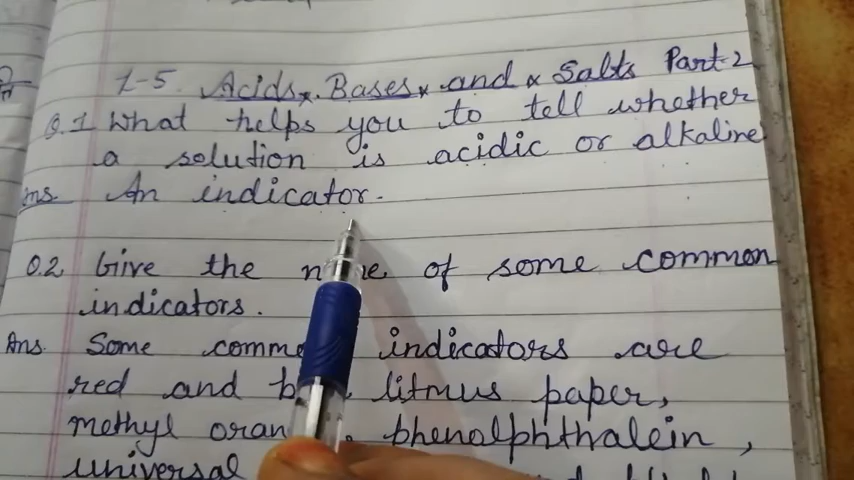 L-5. Acids, Bases, and Salts Part-2
Q.1 What helps you to tell whether
a solution is acidic or alkaline
Ans. An indicator.
Q.2 Give the of some common
indicators.
Ans. Some indicators are
red and litmus paper,
methyl phenolphthalein,
universal